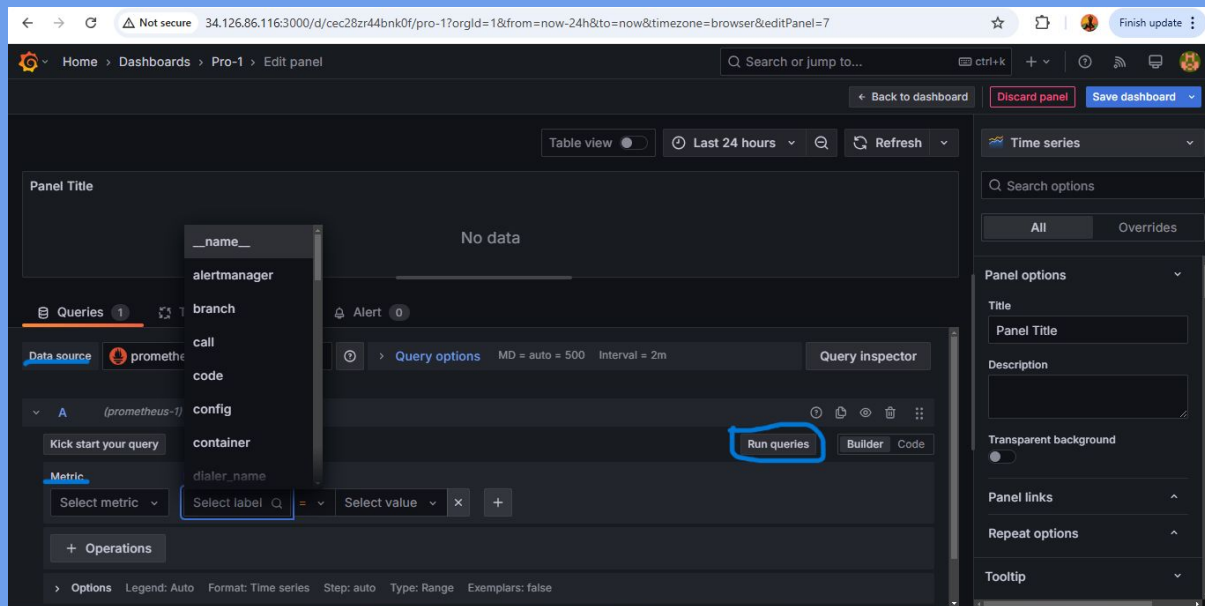 Not secure 34.126.86.116:3000/d/cec28zr44bnk0f/pro-1?orgId=1&from=now-24h&to=now&timezone=browser&editPanel=7 Finish update
Home › Dashboards › Pro-1 › Edit panel Search or jump to... ctrl+k
Back to dashboard Discard panel Save dashboard
Table view Last 24 hours Refresh
Time series
Panel Title
Search options
No data
All Overrides
__name__
alertmanager
branch
call
code
config
container
dialer_name
Panel options
Title
Panel Title
Description
Transparent background
Panel links
Repeat options
Tooltip
Queries 1 Alert 0
Data source Query options MD = auto = 500 Interval = 2m Query inspector
A (prometheus-1)
Kick start your query Run queries Builder Code
Metric
Select metric Select label = Select value
+ Operations
Options Legend: Auto Format: Time series Step: auto Type: Range Exemplars: false